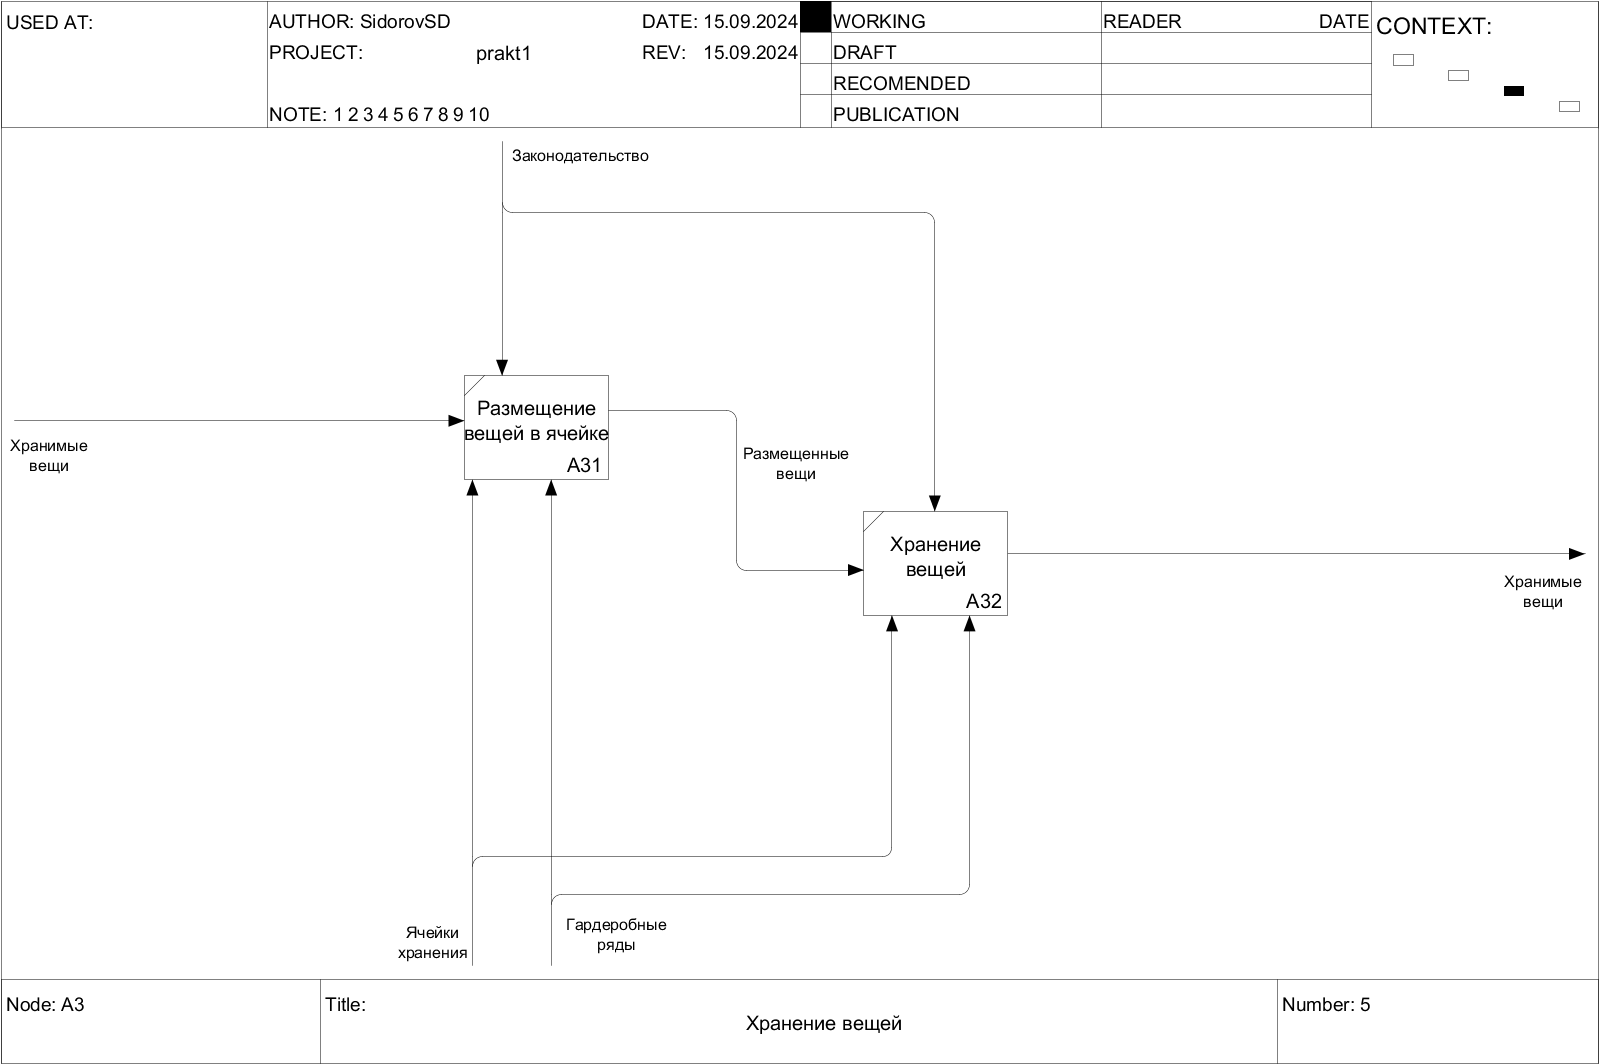 USED AT:
AUTHOR: SidorovSD
DATE: 15.09.2024
PROJECT: prakt1
REV: 15.09.2024
NOTE: 1 2 3 4 5 6 7 8 9 10
WORKING
DRAFT
RECOMENDED
PUBLICATION
READER
DATE
CONTEXT:
Законодательство
Размещение
вещей в ячейке
A31
Хранимые
вещи
Размещенные
вещи
Хранение
вещей
A32
Хранимые
вещи
Ячейки
хранения
Гардеробные
ряды
Node: A3
Title:
Хранение вещей
Number: 5